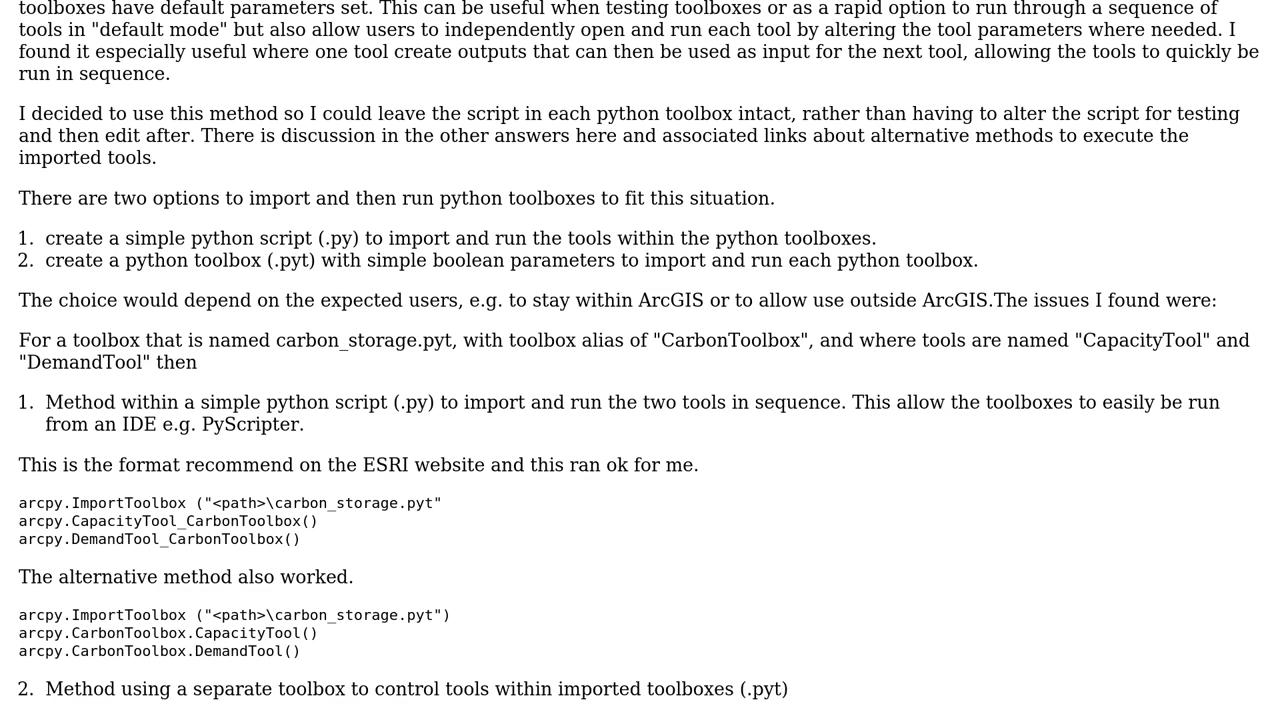 toolboxes have default parameters set. This can be useful when testing toolboxes or as a rapid option to run through a sequence of
tools in "default mode" but also allow users to independently open and run each tool by altering the tool parameters where needed. I
found it especially useful where one tool create outputs that can then be used as input for the next tool, allowing the tools to quickly be
run in sequence.
I decided to use this method so I could leave the script in each python toolbox intact, rather than having to alter the script for testing
and then edit after. There is discussion in the other answers here and associated links about alternative methods to execute the
imported tools.
There are two options to import and then run python toolboxes to fit this situation.
1. create a simple python script (.py) to import and run the tools within the python toolboxes.
2. create a python toolbox (.pyt) with simple boolean parameters to import and run each python toolbox.
The choice would depend on the expected users, e.g. to stay within ArcGIS or to allow use outside ArcGIS.The issues I found were:
For a toolbox that is named carbon_storage.pyt, with toolbox alias of "CarbonToolbox", and where tools are named "CapacityTool" and
"DemandTool" then
1. Method within a simple python script (.py) to import and run the two tools in sequence. This allow the toolboxes to easily be run
from an IDE e.g. PyScripter.
This is the format recommend on the ESRI website and this ran ok for me.
arcpy.ImportToolbox ("<path>\carbon_storage.pyt"
arcpy.CapacityTool_CarbonToolbox()
arcpy.DemandTool_CarbonToolbox()
The alternative method also worked.
arcpy.ImportToolbox ("<path>\carbon_storage.pyt")
arcpy.CarbonToolbox.CapacityTool()
arcpy.CarbonToolbox.DemandTool()
2. Method using a separate toolbox to control tools within imported toolboxes (.pyt)